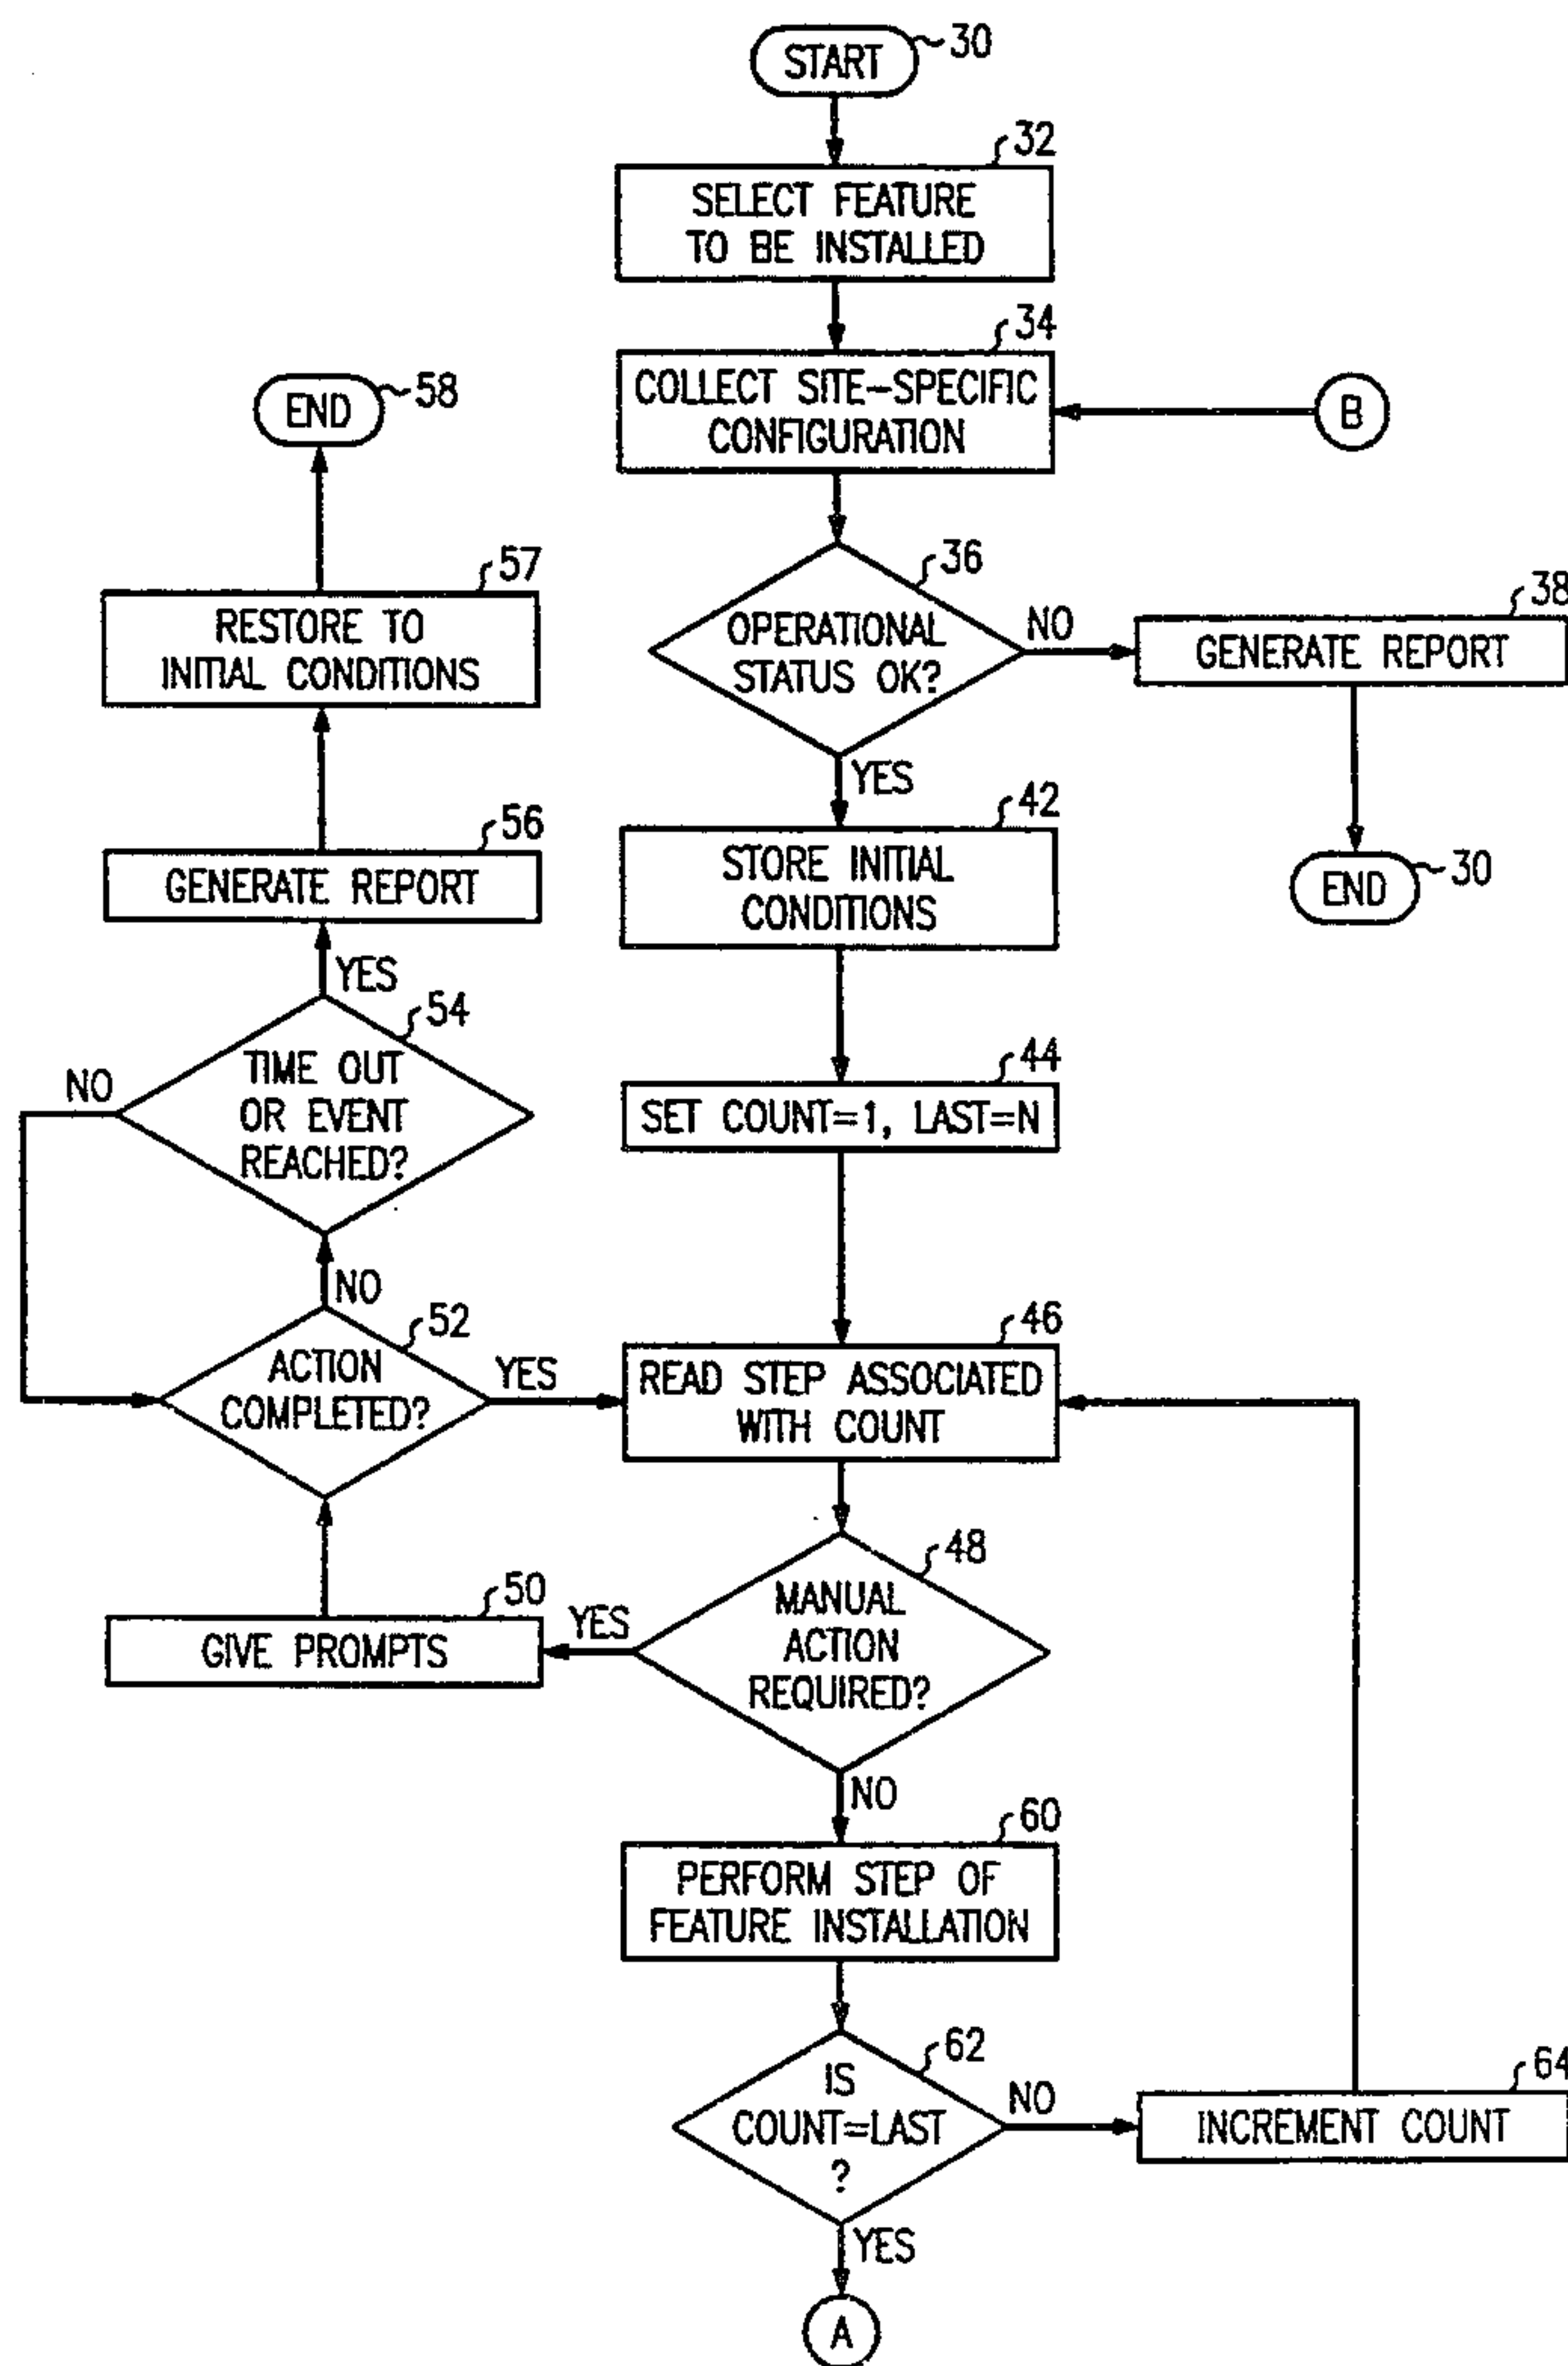 START
30
32
SELECT FEATURE
TO BE INSTALLED
34
COLLECT SITE-SPECIFIC
CONFIGURATION
B
END
58
36
OPERATIONAL
STATUS OK?
NO
38
GENERATE REPORT
57
RESTORE TO
INITIAL CONDITIONS
YES
42
STORE INITIAL
CONDITIONS
END
30
56
GENERATE REPORT
YES
54
TIME OUT
OR EVENT
REACHED?
NO
44
SET COUNT=1, LAST=N
NO
52
ACTION
COMPLETED?
YES
46
READ STEP ASSOCIATED
WITH COUNT
48
MANUAL
ACTION
REQUIRED?
YES
50
GIVE PROMPTS
NO
60
PERFORM STEP OF
FEATURE INSTALLATION
62
IS
COUNT=LAST
?
NO
64
INCREMENT COUNT
YES
A